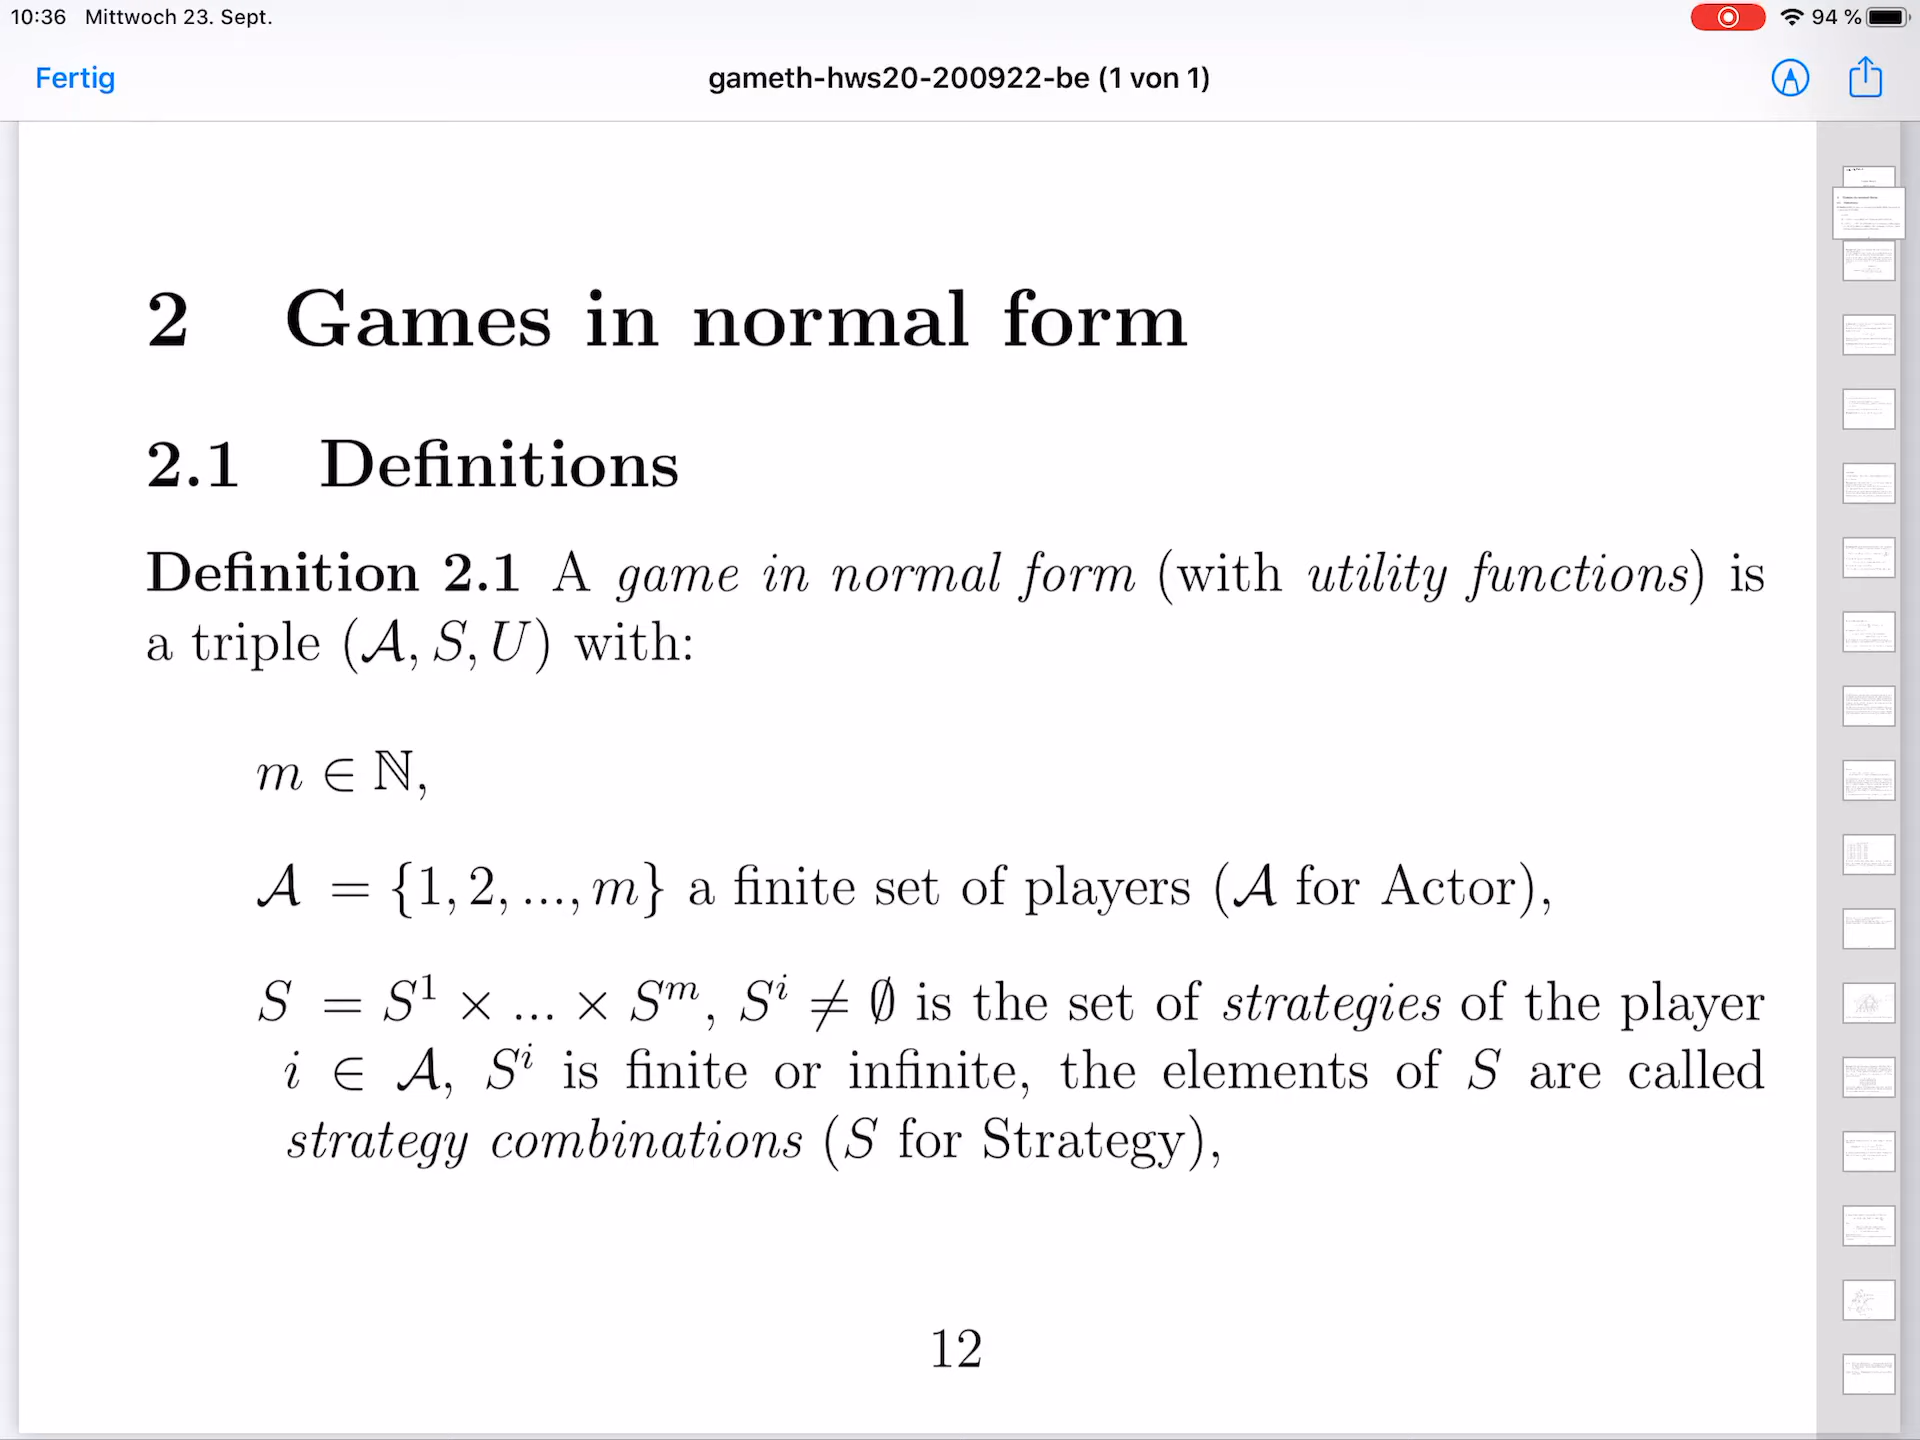 10:36 Mittwoch 23. Sept. 94 %
Fertig gameth-hws20-200922-be (1 von 1)
2 Games in normal form
2.1 Definitions
Definition 2.1 A game in normal form (with utility functions) is
a triple (𝒜, S, U) with:
m ∈ ℕ,
𝒜 = {1, 2, ..., m} a finite set of players (𝒜 for Actor),
S = S¹ × ... × Sᵐ, Sⁱ ≠ ∅ is the set of strategies of the player
i ∈ 𝒜, Sⁱ is finite or infinite, the elements of S are called
strategy combinations (S for Strategy),
12